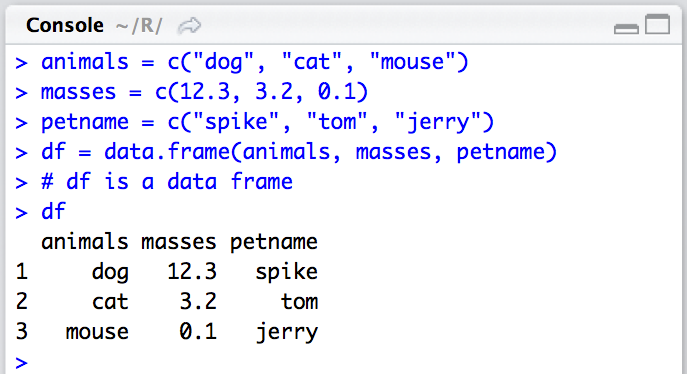 Console ~/R/
> animals = c("dog", "cat", "mouse")
> masses = c(12.3, 3.2, 0.1)
> petname = c("spike", "tom", "jerry")
> df = data.frame(animals, masses, petname)
> # df is a data frame
> df
  animals masses petname
1     dog   12.3   spike
2     cat    3.2     tom
3   mouse    0.1   jerry
>